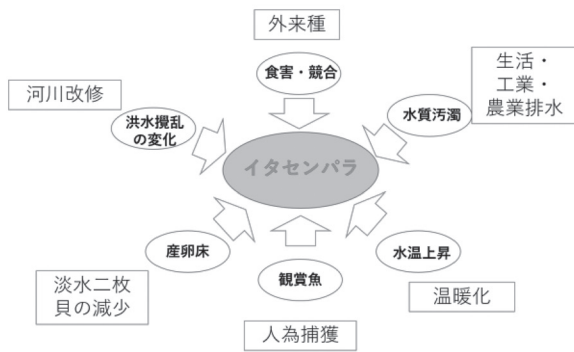 外来種
食害・競合
生活・
工業・
農業排水
水質汚濁
河川改修
洪水攪乱
の変化
イタセンパラ
産卵床
淡水二枚
貝の減少
観賞魚
人為捕獲
水温上昇
温暖化